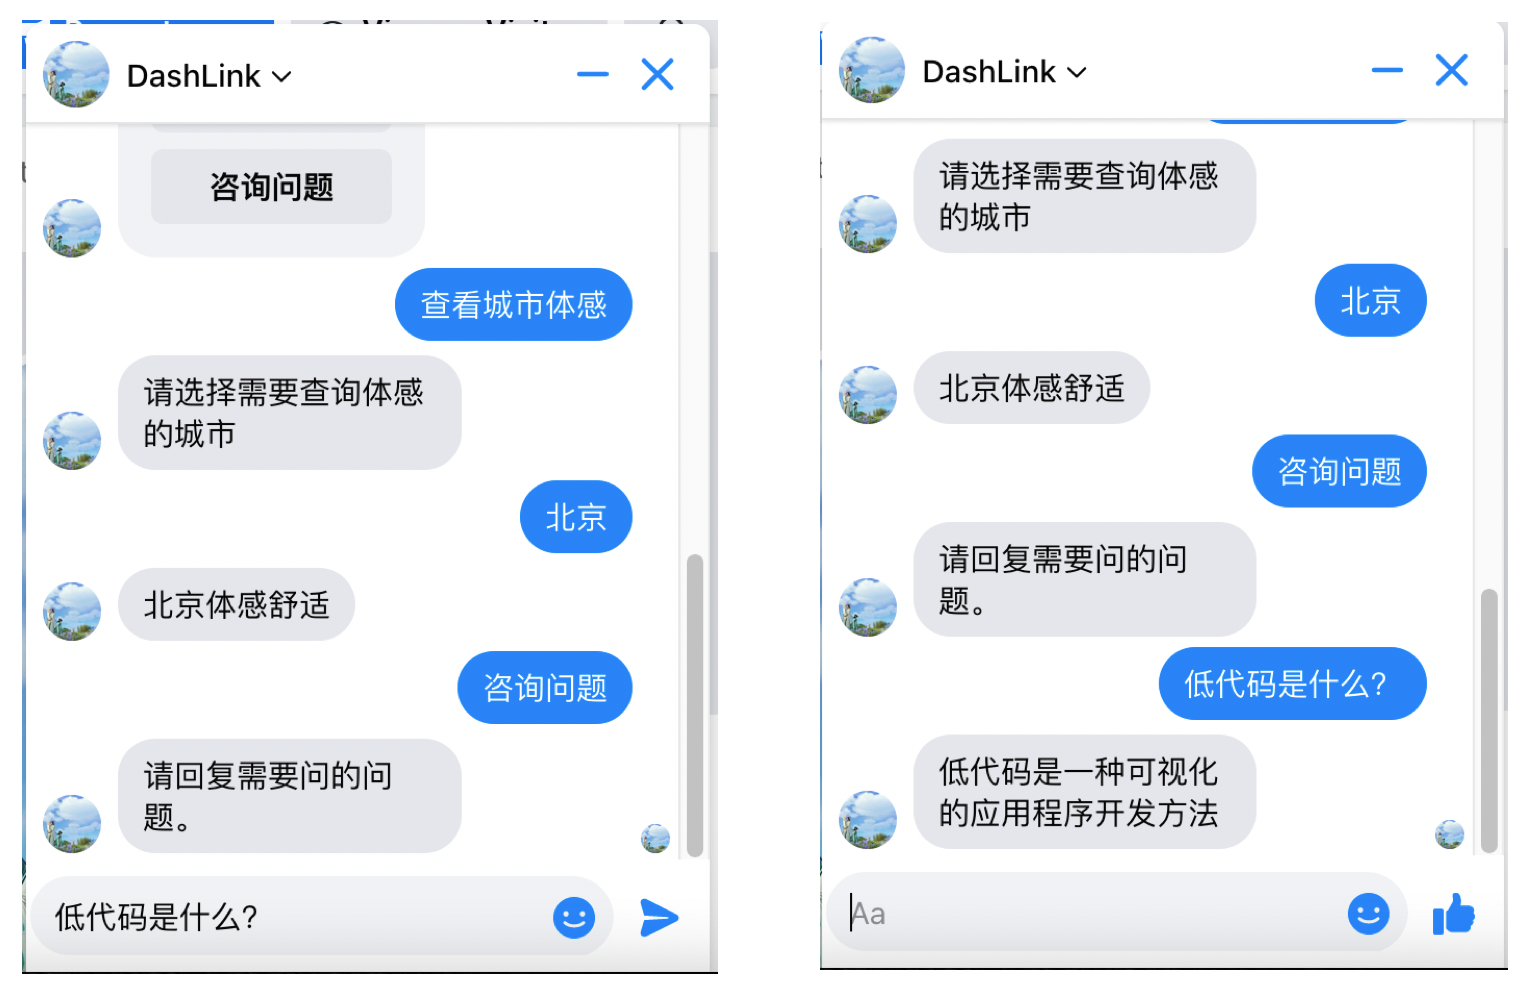 DashLink
咨询问题
查看城市体感
请选择需要查询体感
的城市
北京
北京体感舒适
咨询问题
请回复需要问的问
题。
低代码是什么?
DashLink
请选择需要查询体感
的城市
北京
北京体感舒适
咨询问题
请回复需要问的问
题。
低代码是什么?
低代码是一种可视化
的应用程序开发方法
Aa